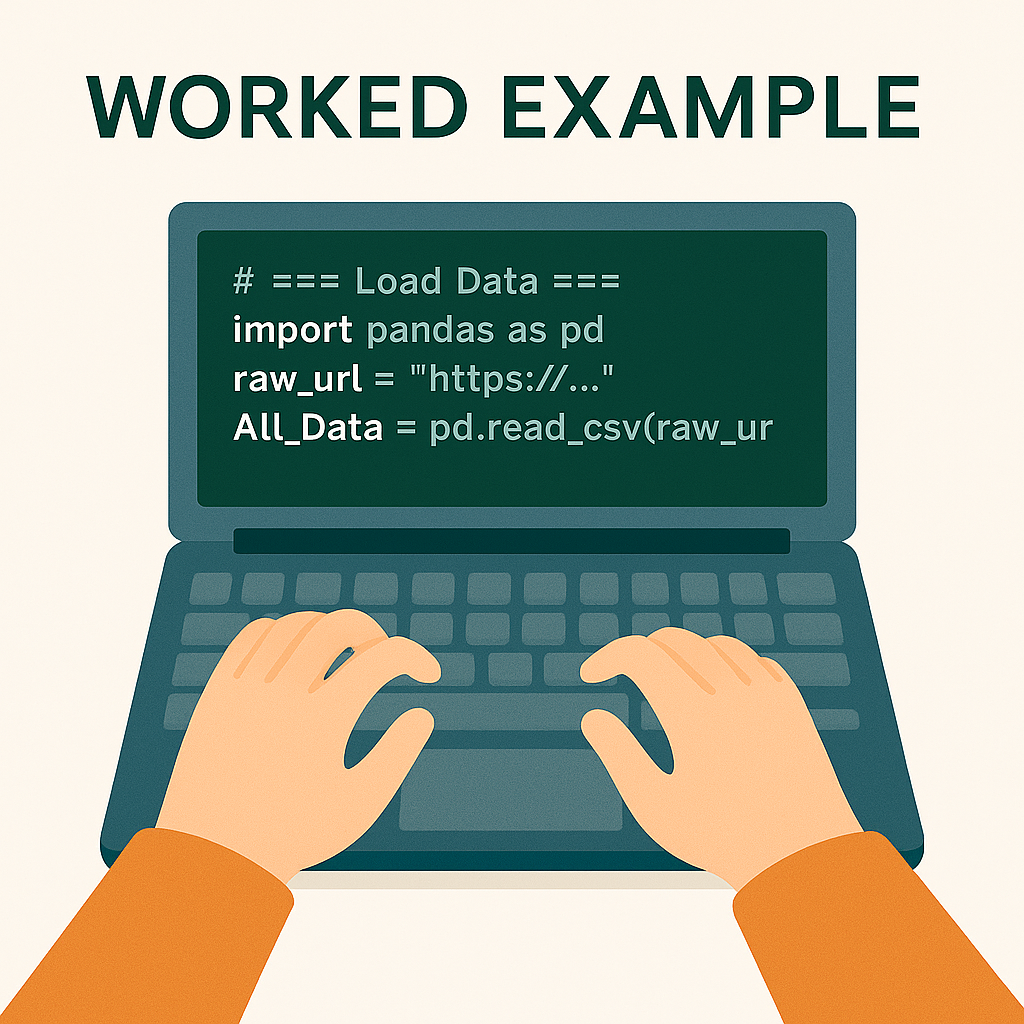 WORKED EXAMPLE
# === Load Data ===
import pandas as pd
raw_url = "'https://..."
All_Data = pd.read_csv(raw_ur